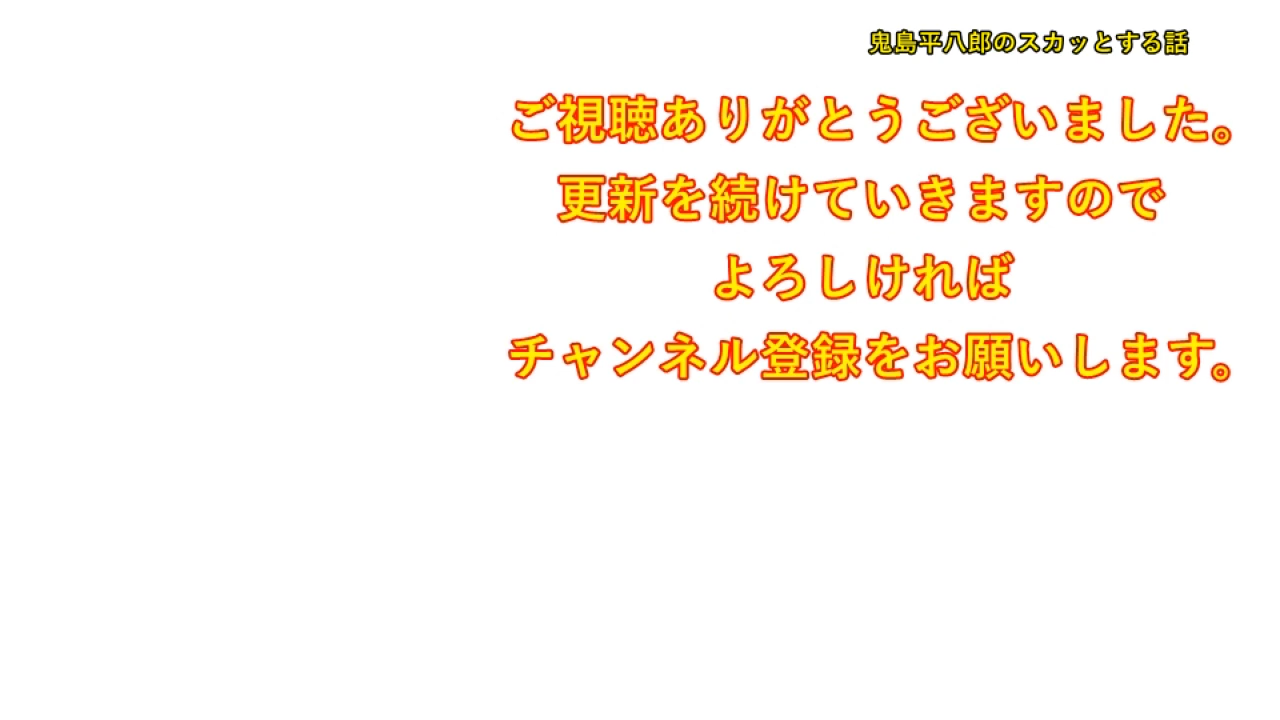 鬼島平八郎のスカッとする話
ご視聴ありがとうございました。
更新を続けていきますので
よろしければ
チャンネル登録をお願いします。